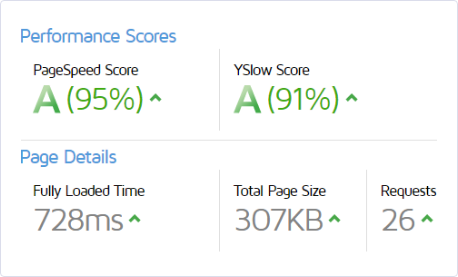 Performance Scores
PageSpeed Score
A (95%)
YSlow Score
A (91%)
Page Details
Fully Loaded Time
728ms
Total Page Size
307KB
Requests
26